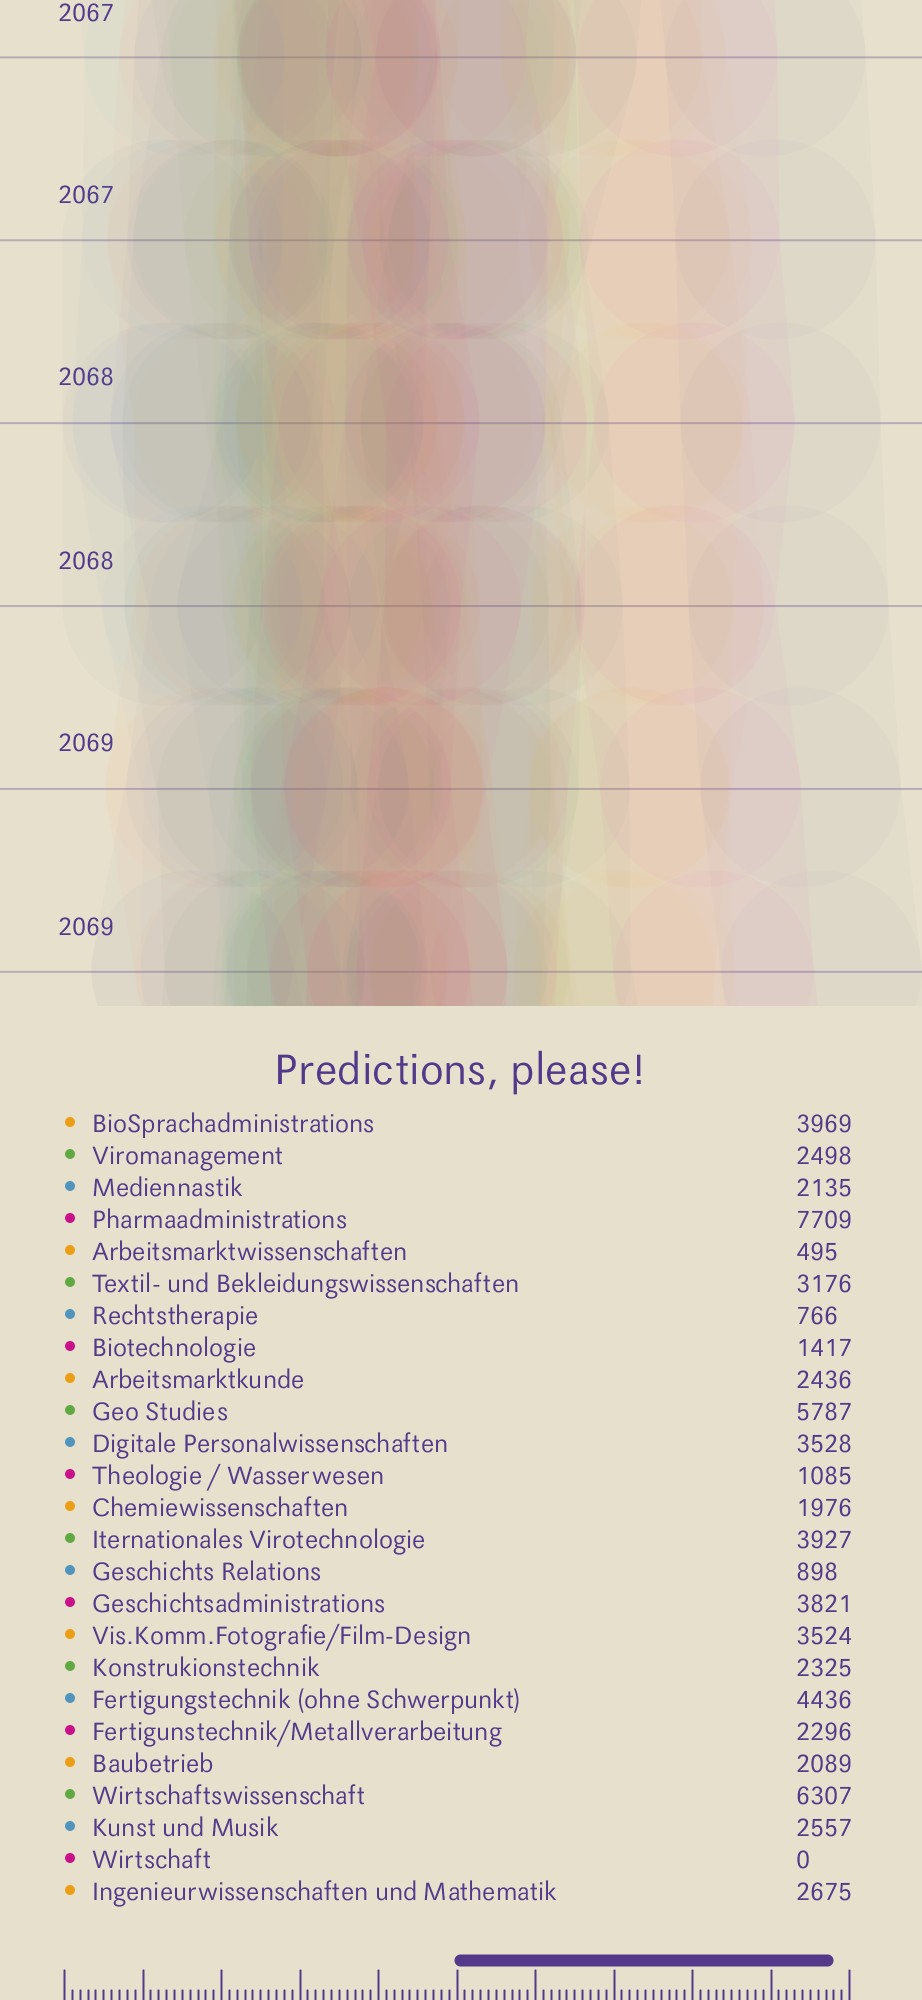 2067
2067
2068
2068
2069
2069
Predictions, please!
BioSprachadministrations 3969
Viromanagement 2498
Mediennastik 2135
Pharmaadministrations 7709
Arbeitsmarktwissenschaften 495
Textil- und Bekleidungswissenschaften 3176
Rechtstherapie 766
Biotechnologie 1417
Arbeitsmarktkunde 2436
Geo Studies 5787
Digitale Personalwissenschaften 3528
Theologie / Wasserwesen 1085
Chemiewissenschaften 1976
Iternationales Virotechnologie 3927
Geschichts Relations 898
Geschichtsadministrations 3821
Vis.Komm.Fotografie/Film-Design 3524
Konstrukionstechnik 2325
Fertigungstechnik (ohne Schwerpunkt) 4436
Fertigunstechnik/Metallverarbeitung 2296
Baubetrieb 2089
Wirtschaftswissenschaft 6307
Kunst und Musik 2557
Wirtschaft 0
Ingenieurwissenschaften und Mathematik 2675